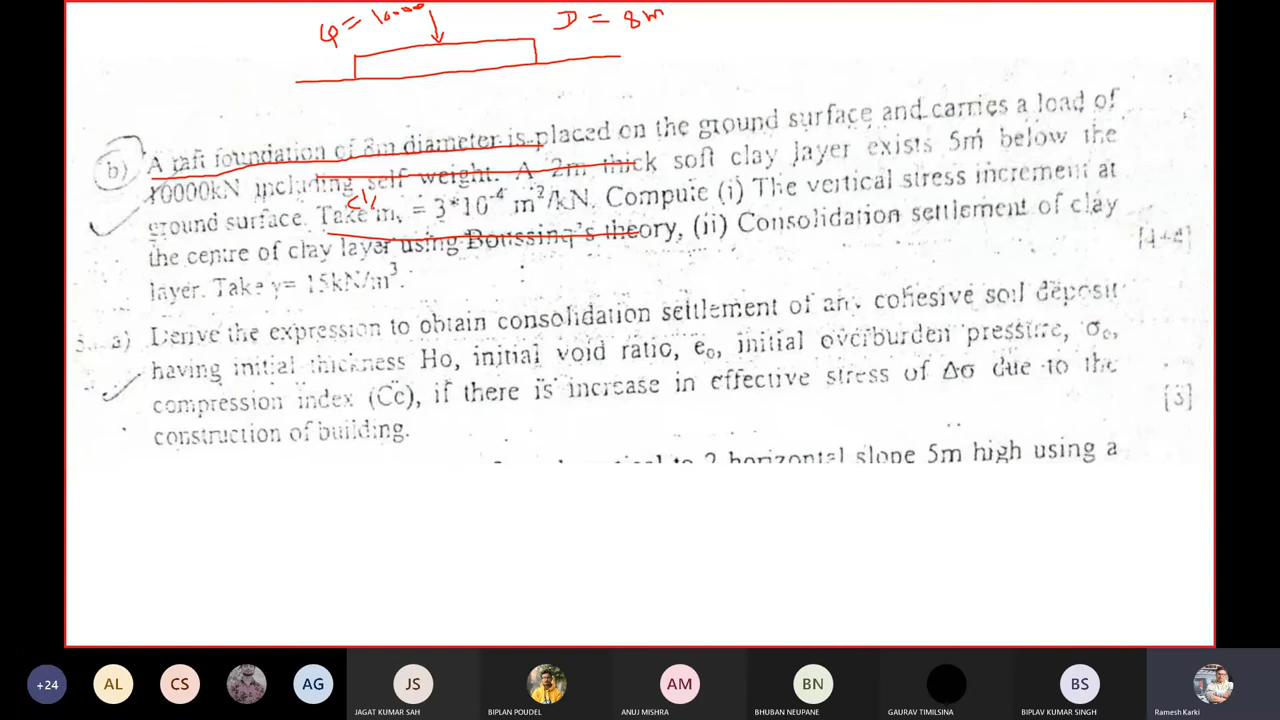 φ = 10000 D = 8m
b) A raft foundation of 8m diameter is placed on the ground surface and carries a load of
10000kN including self weight. A 2m thick soft clay layer exists 5m below the
ground surface. Take mv = 3*10⁻⁴ m²/kN. Compute (i) The vertical stress increment at
the centre of clay layer using Boussinq's theory, (ii) Consolidation settlement of clay
layer. Take γ= 15kN/m³.
[4+4]
a) Derive the expression to obtain consolidation settlement of any cohesive soil deposit
having initial thickness Ho, initial void ratio, e₀, initial overburden pressure, σ₀,
compression index (Cc), if there is increase in effective stress of Δσ due to the
construction of building.
[3]
2 horizontal slope 5m high using a
+24 AL CS AG JS AM BN BS
JAGAT KUMAR SAH BIPLAN POUDEL ANUJ MISHRA BHUBAN NEUPANE GAURAV TIMILSINA BIPLAV KUMAR SINGH Ramesh Karki